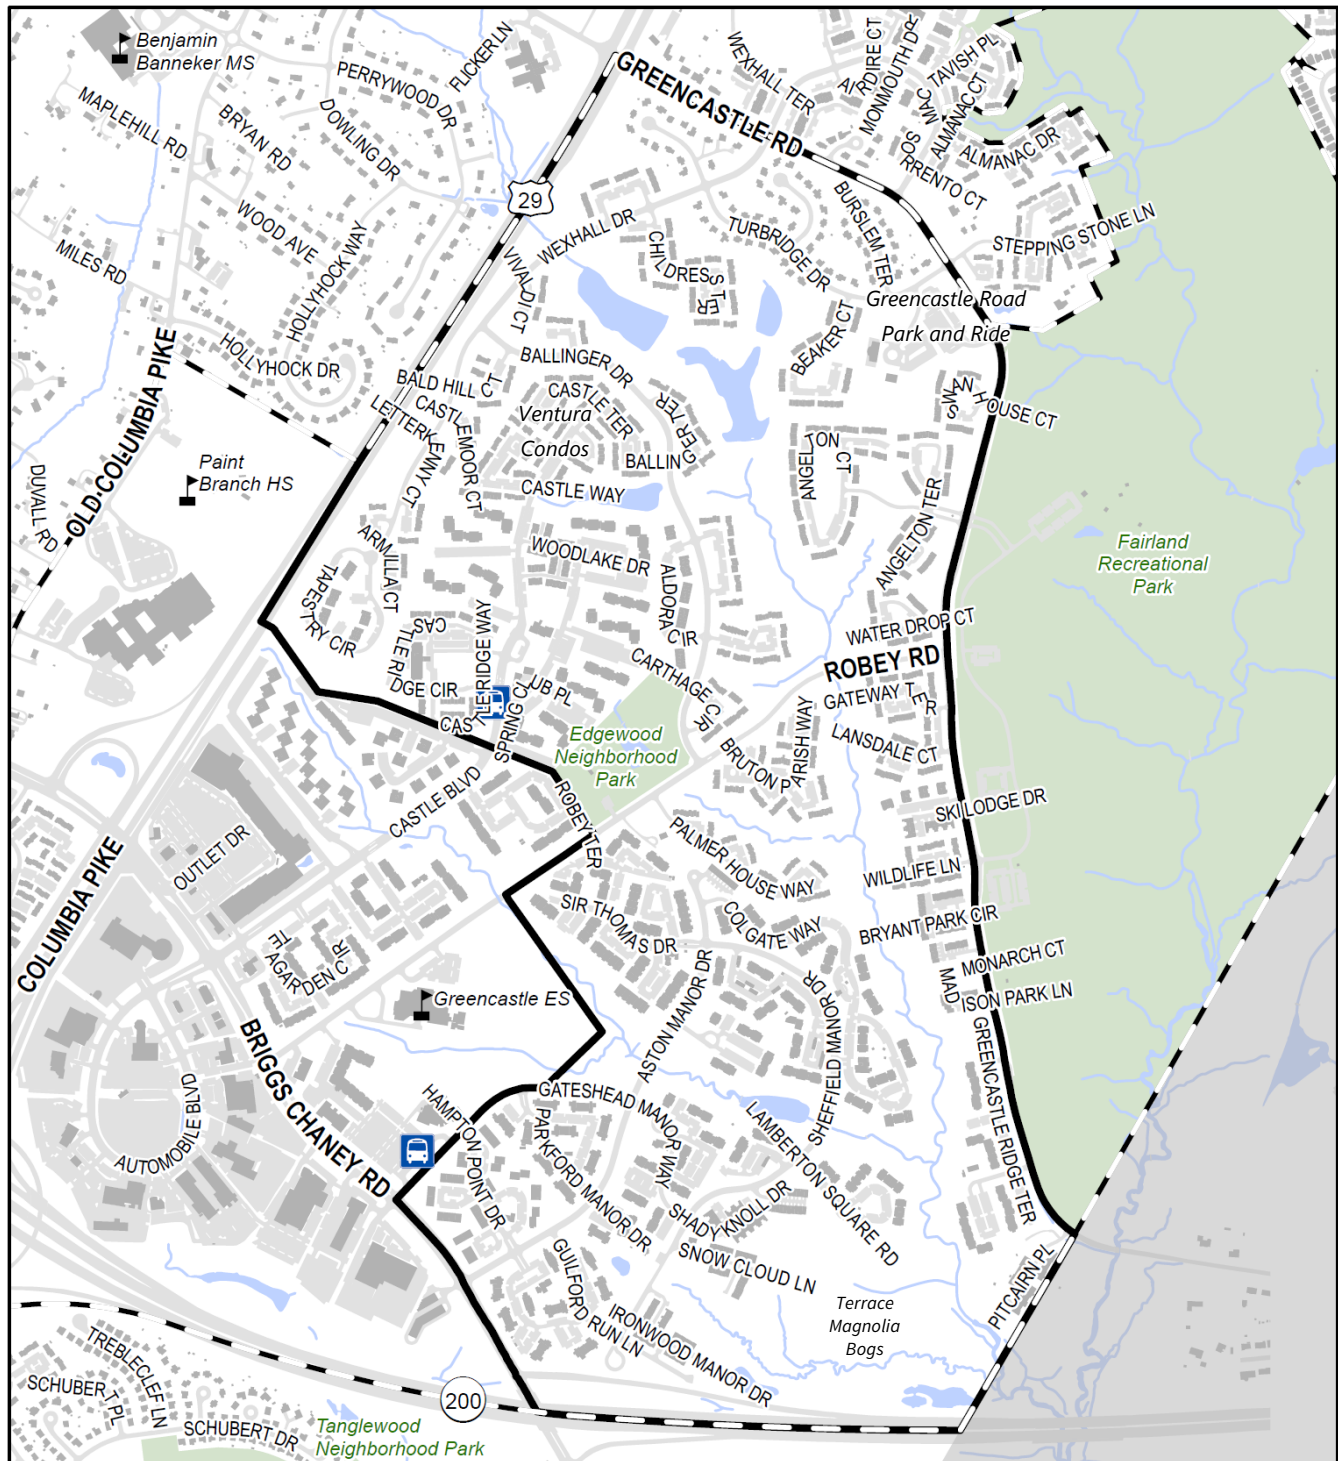 Benjamin
Banneker MS
FLICKER LN
PERRYWOOD DR
MAPLEHILL RD
BRYAN RD
DOWLING DR
GREENCASTLE RD
WEXHALL TER
AIRDIRE CT
MONMOUTH DR
MAC TAVISH PL
ALMANAC CT
ALMANAC DR
SORRENTO CT
29
WOOD AVE
HOLLYHOCK WAY
MILES RD
HOLLYHOCK DR
VIVALDI CT
WEXHALL DR
CHILDRESS TER
TURBRIDGE DR
BURSLEM TER
STEPPING STONE LN
Greencastle Road
Park and Ride
BEAKER CT
SWAN HOUSE CT
OLD COLUMBIA PIKE
BALD HILL CT
BALLINGER DR
CASTLE TER
Ventura
Condos
BALLINGER TER
LETTERKENNY CT
CASTLEMOOR CT
CASTLE WAY
ANGELTON CT
ANGELTON TER
Paint
Branch HS
DUVALL RD
WOODLAKE DR
ARMILLA CT
TAPESTRY CIR
ALDORA CIR
Fairland
Recreational
Park
WATER DROP CT
ROBEY RD
CASTLE RIDGE CIR
CASTLE RIDGE WAY
SPRING CLUB PL
CARTHAGE CIR
GATEWAY TER
LANSDALE CT
Edgewood
Neighborhood
Park
BRUTON PARISH WAY
SKI LODGE DR
CASTLE BLVD
ROBEY TER
OUTLET DR
COLUMBIA PIKE
PALMER HOUSE WAY
WILDLIFE LN
SIR THOMAS DR
COLGATE WAY
BRYANT PARK CIR
MONARCH CT
MADISON PARK LN
TEAGARDEN CIR
Greencastle ES
ASTON MANOR DR
SHEFFIELD MANOR DR
GREENCASTLE RIDGE TER
BRIGGS CHANEY RD
AUTOMOBILE BLVD
HAMPTON POINT DR
GATESHEAD MANOR WAY
PARKFORD MANOR DR
LAMBERTON SQUARE RD
SHADY KNOLL DR
SNOW CLOUD LN
GUILFORD RUN LN
IRONWOOD MANOR DR
PITCAIRN PL
Terrace
Magnolia
Bogs
TREBLECLEF LN
SCHUBERT PL
SCHUBERT DR
200
Tanglewood
Neighborhood Park